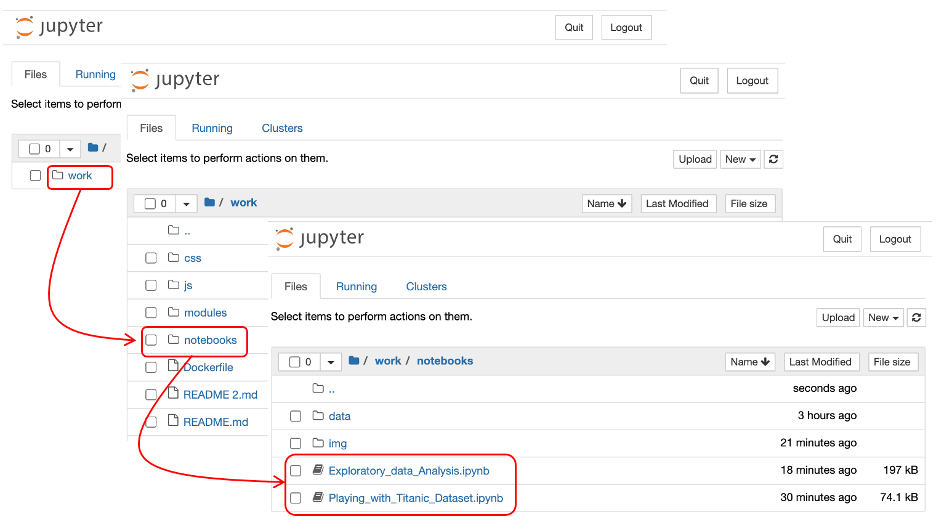 jupyter
Quit Logout
Files Running
Select items to perform
0 /
work
jupyter
Quit Logout
Files Running Clusters
Select items to perform actions on them.
Upload New
0 / work
Name Last Modified File size
..
css
js
modules
notebooks
Dockerfile
README 2.md
README.md
jupyter
Quit Logout
Files Running Clusters
Select items to perform actions on them.
Upload New
0 / work / notebooks
Name Last Modified File size
.. seconds ago
data 3 hours ago
img 21 minutes ago
Exploratory_data_Analysis.ipynb 18 minutes ago 197 kB
Playing_with_Titanic_Dataset.ipynb 30 minutes ago 74.1 kB